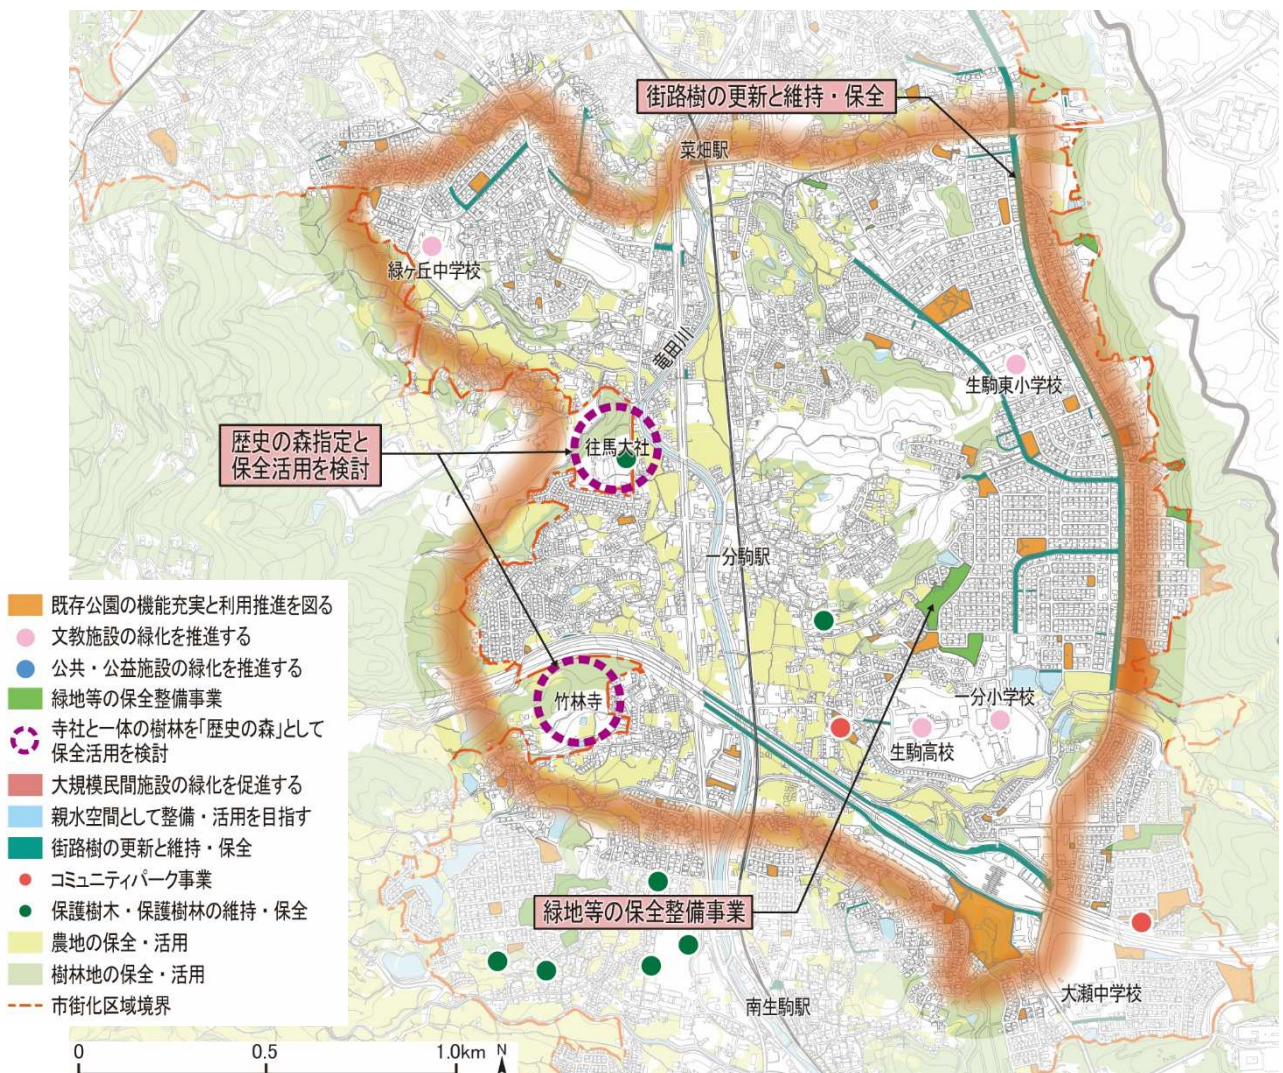 街路樹の更新と維持・保全
菜畑駅
緑ヶ丘中学校
竜田川
生駒東小学校
歴史の森指定と
保全活用を検討
往馬大社
一分駒駅
竹林寺
一分小学校
生駒高校
緑地等の保全整備事業
大瀬中学校
南生駒駅
既存公園の機能充実と利用推進を図る
文教施設の緑化を推進する
公共・公益施設の緑化を推進する
緑地等の保全整備事業
寺社と一体の樹林を「歴史の森」として
保全活用を検討
大規模民間施設の緑化を促進する
親水空間として整備・活用を目指す
街路樹の更新と維持・保全
コミュニティパーク事業
保護樹木・保護樹林の維持・保全
農地の保全・活用
樹林地の保全・活用
市街化区域境界
0 0.5 1.0km N